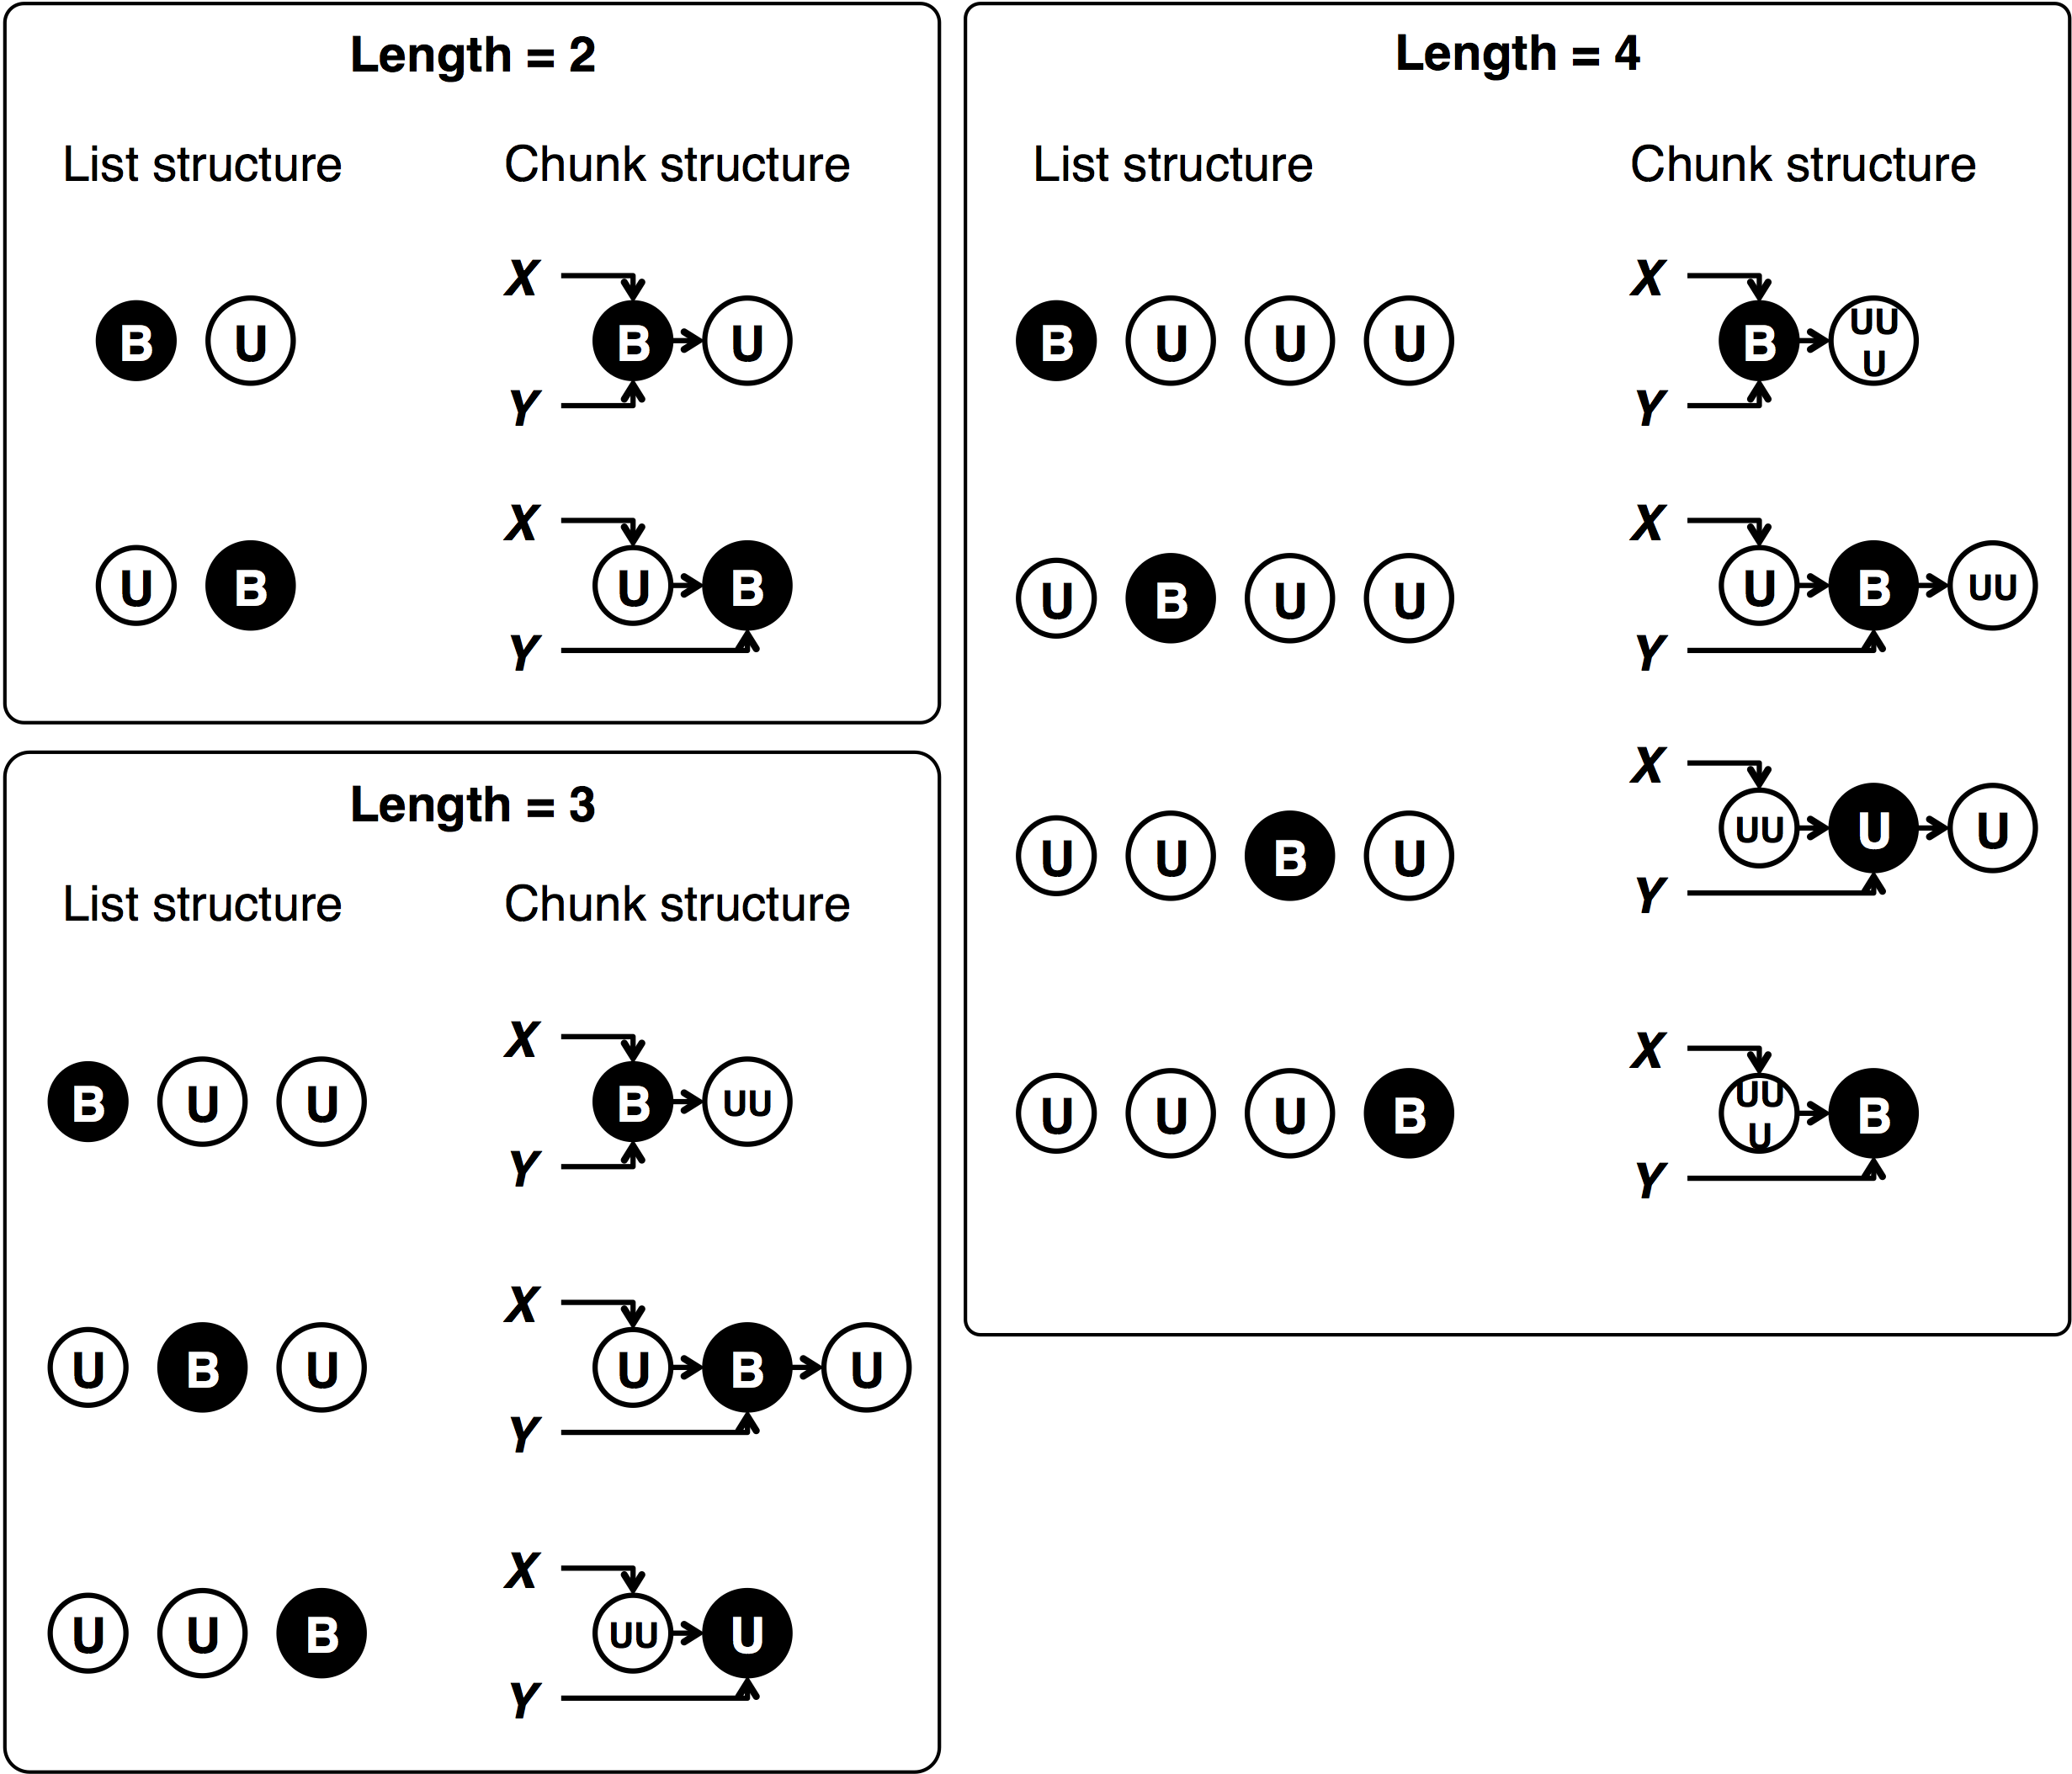 Length = 2
List structure Chunk structure
X
B U B U
Y
X
U B U B
Y
Length = 3
List structure Chunk structure
X
B U U B UU
Y
X
U B U U B U
Y
X
U U B UU U
Y
Length = 4
List structure Chunk structure
X
B U U U B UU
U
Y
X
U B U U U B UU
Y
X
U U B U UU U U
Y
X
U U U B UU B
U
Y